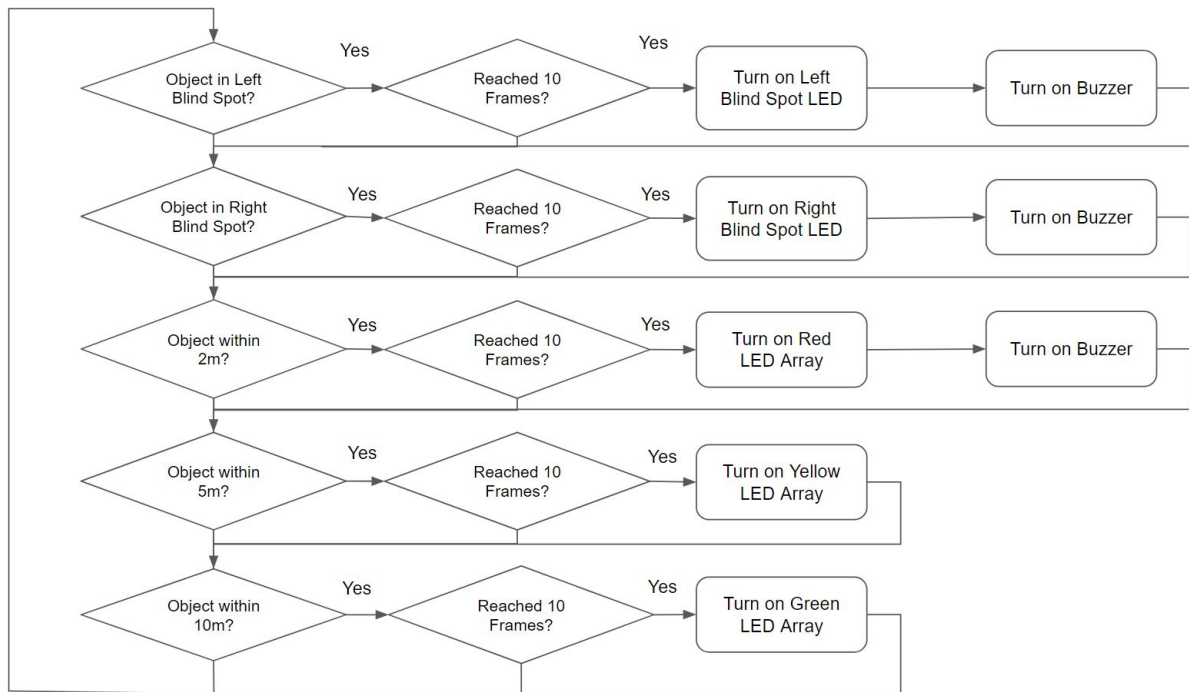 Object in Left
Blind Spot?
Yes
Reached 10
Frames?
Yes
Turn on Left
Blind Spot LED
Turn on Buzzer
Object in Right
Blind Spot?
Yes
Reached 10
Frames?
Yes
Turn on Right
Blind Spot LED
Turn on Buzzer
Object within
2m?
Yes
Reached 10
Frames?
Yes
Turn on Red
LED Array
Turn on Buzzer
Object within
5m?
Yes
Reached 10
Frames?
Yes
Turn on Yellow
LED Array
Object within
10m?
Yes
Reached 10
Frames?
Yes
Turn on Green
LED Array